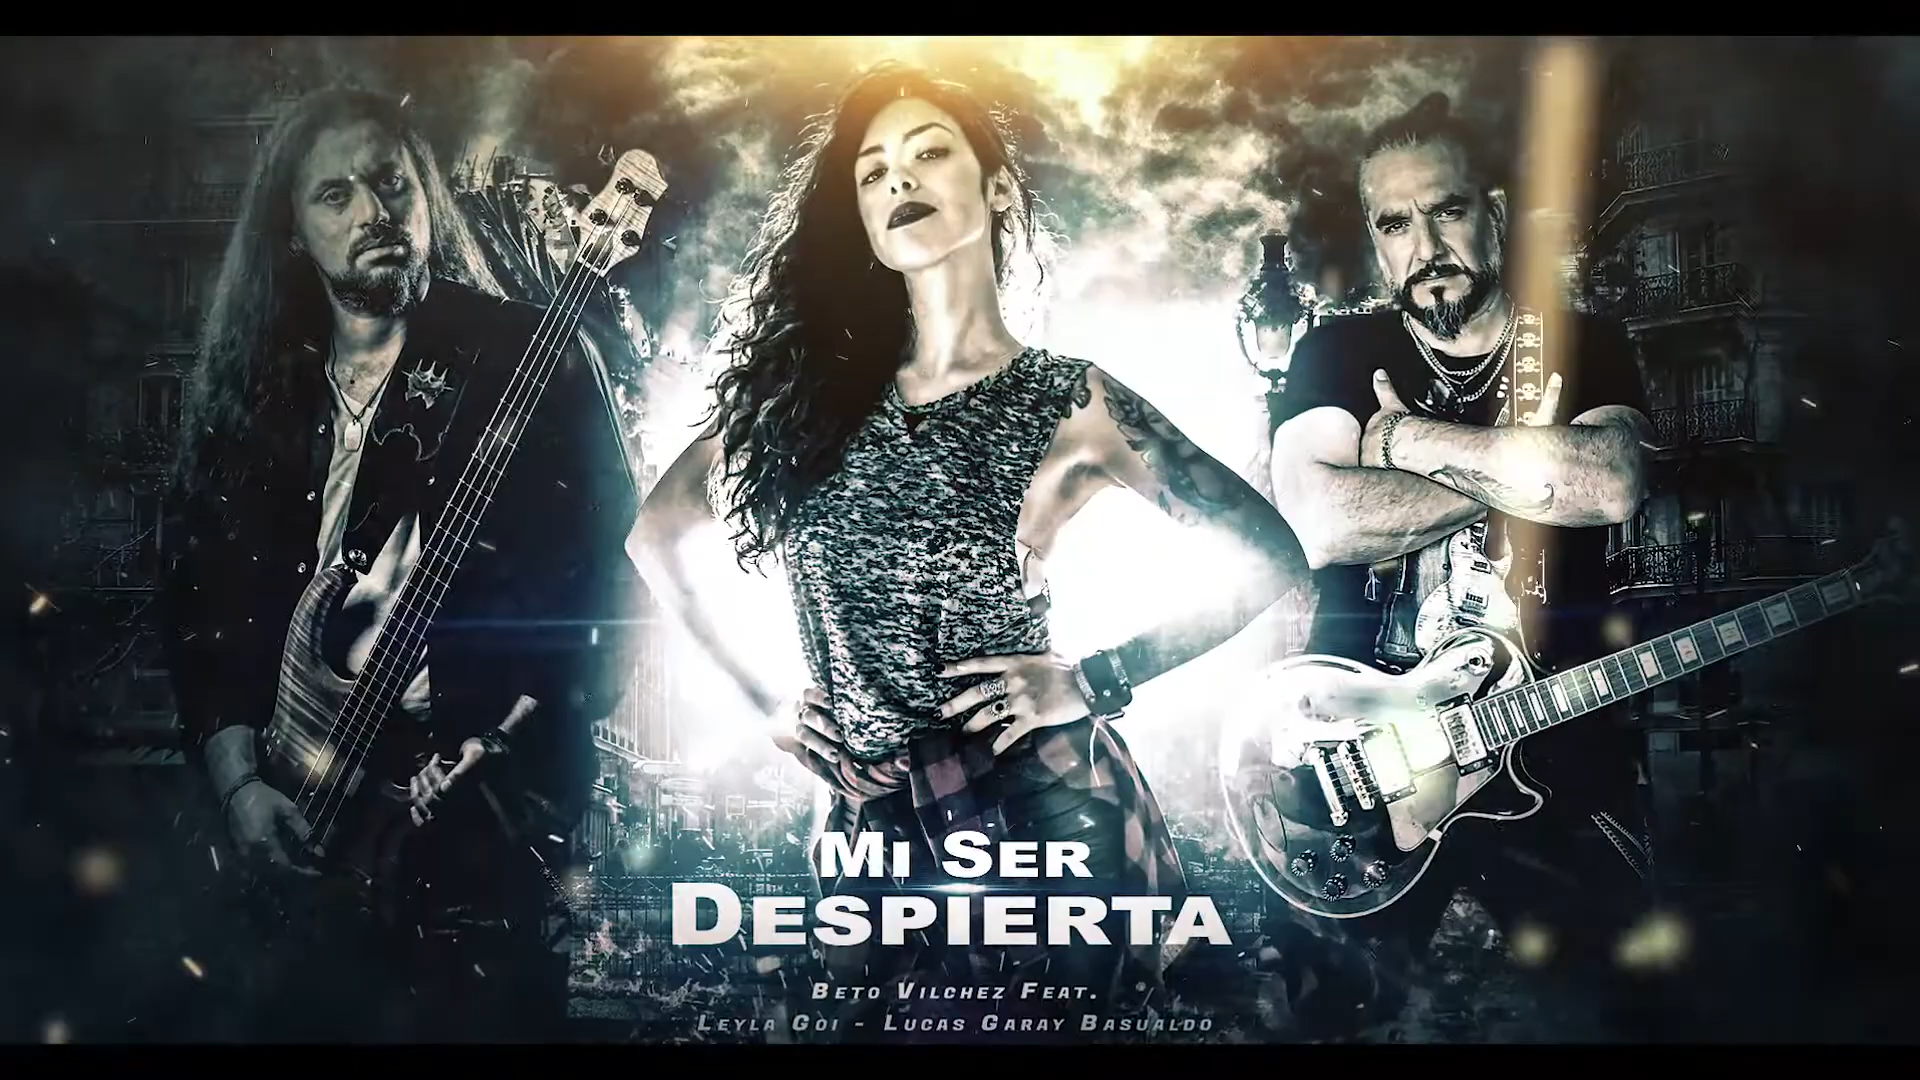 Mi Ser
Despierta
Beto Vilchez Feat.
Leyla Goi - Lucas Garay Basualdo